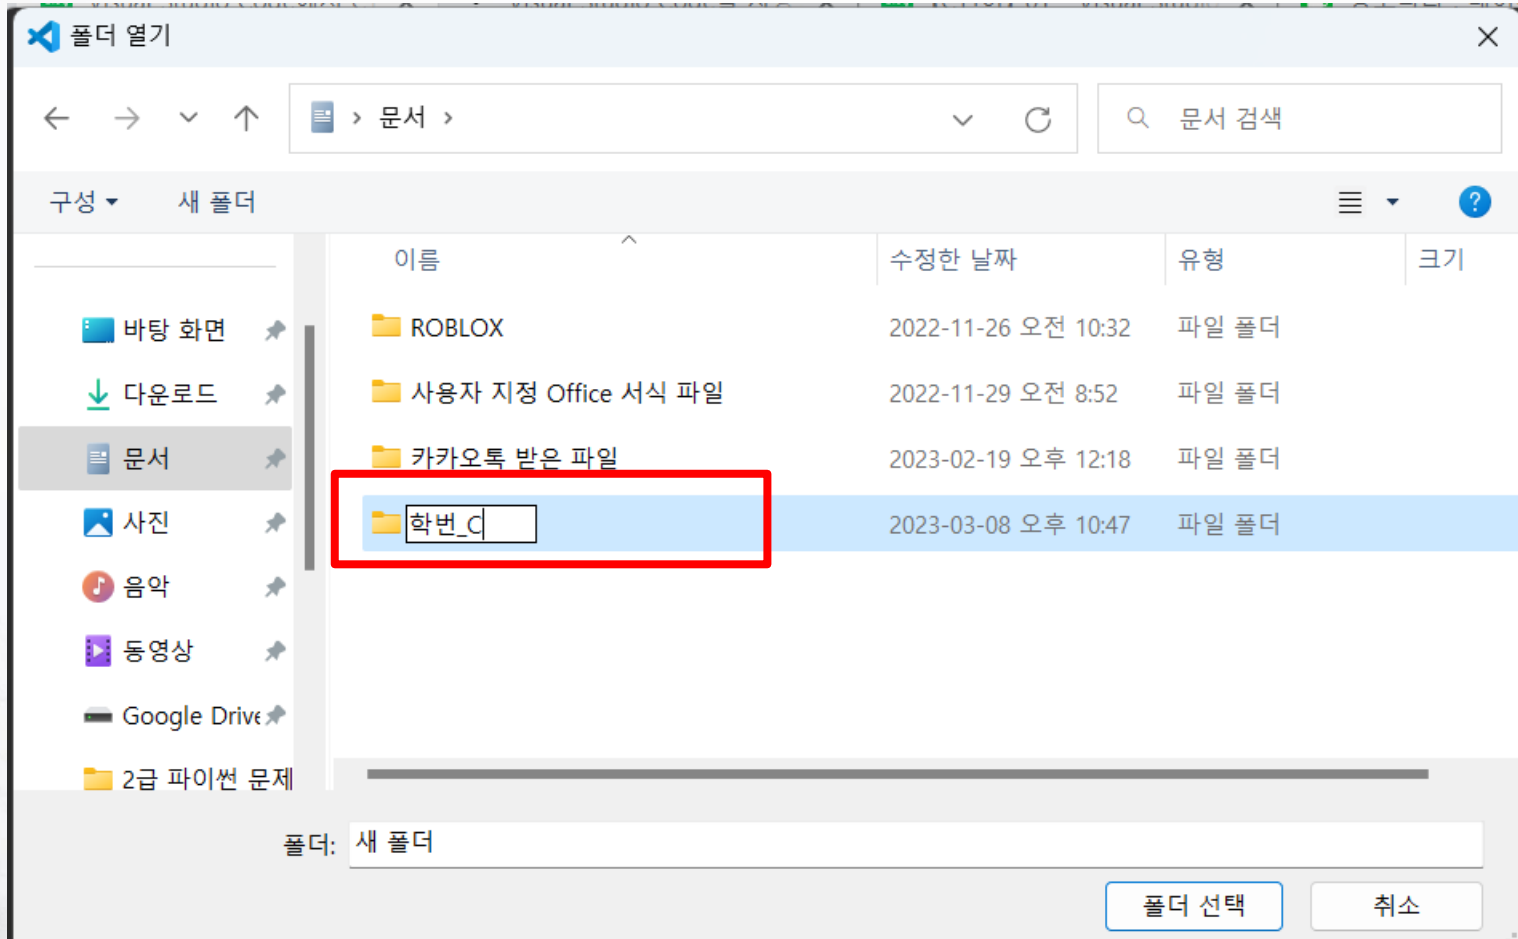 폴더 열기
문서
문서 검색
구성
새 폴더
이름
수정한 날짜
유형
크기
바탕 화면
다운로드
문서
사진
음악
동영상
Google Drive
2급 파이썬 문제
ROBLOX 2022-11-26 오전 10:32 파일 폴더
사용자 지정 Office 서식 파일 2022-11-29 오전 8:52 파일 폴더
카카오톡 받은 파일 2023-02-19 오후 12:18 파일 폴더
학번_C 2023-03-08 오후 10:47 파일 폴더
폴더: 새 폴더
폴더 선택
취소